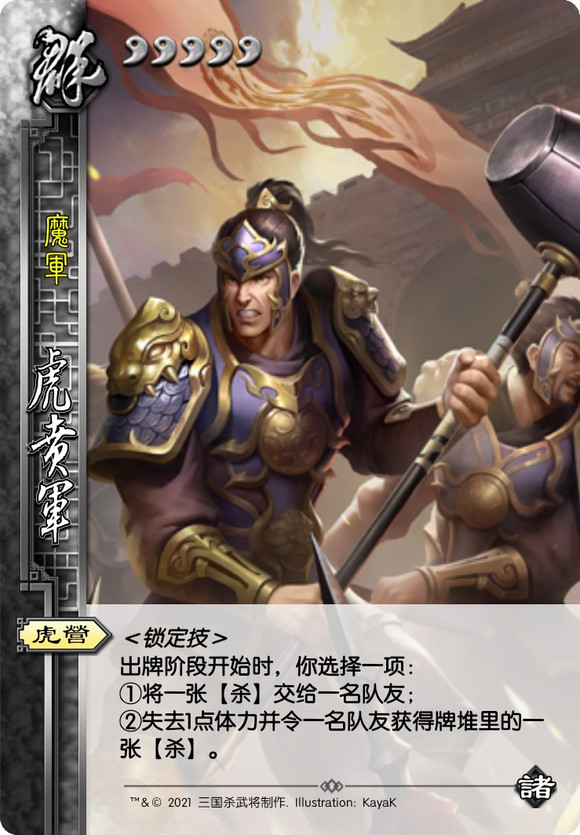 群
魔軍
虎賁軍
虎營
＜锁定技＞
出牌阶段开始时，你选择一项：
①将一张【杀】交给一名队友；
②失去1点体力并令一名队友获得牌堆里的一
张【杀】。
諸
™&© 2021 三国杀武将制作. Illustration: KayaK